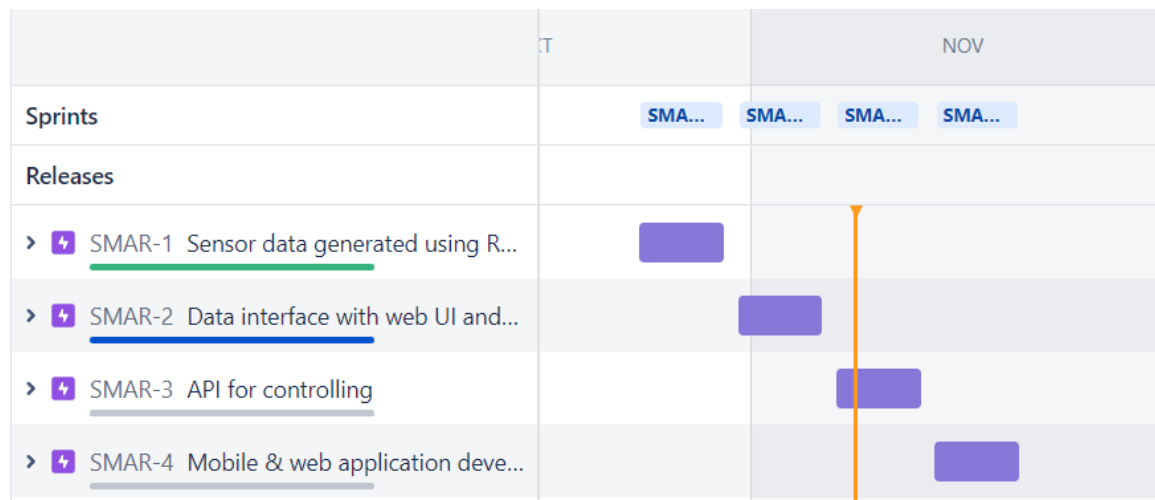 CT NOV
Sprints SMA... SMA... SMA... SMA...
Releases
SMAR-1 Sensor data generated using R...
SMAR-2 Data interface with web UI and...
SMAR-3 API for controlling
SMAR-4 Mobile & web application deve...